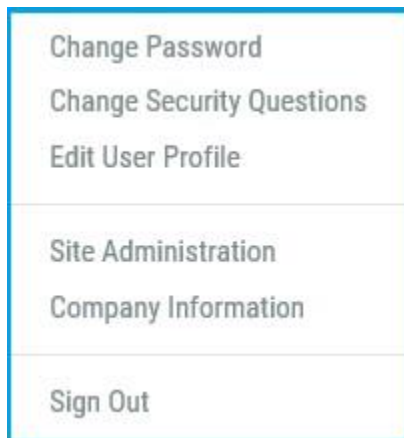 Change Password
Change Security Questions
Edit User Profile
Site Administration
Company Information
Sign Out